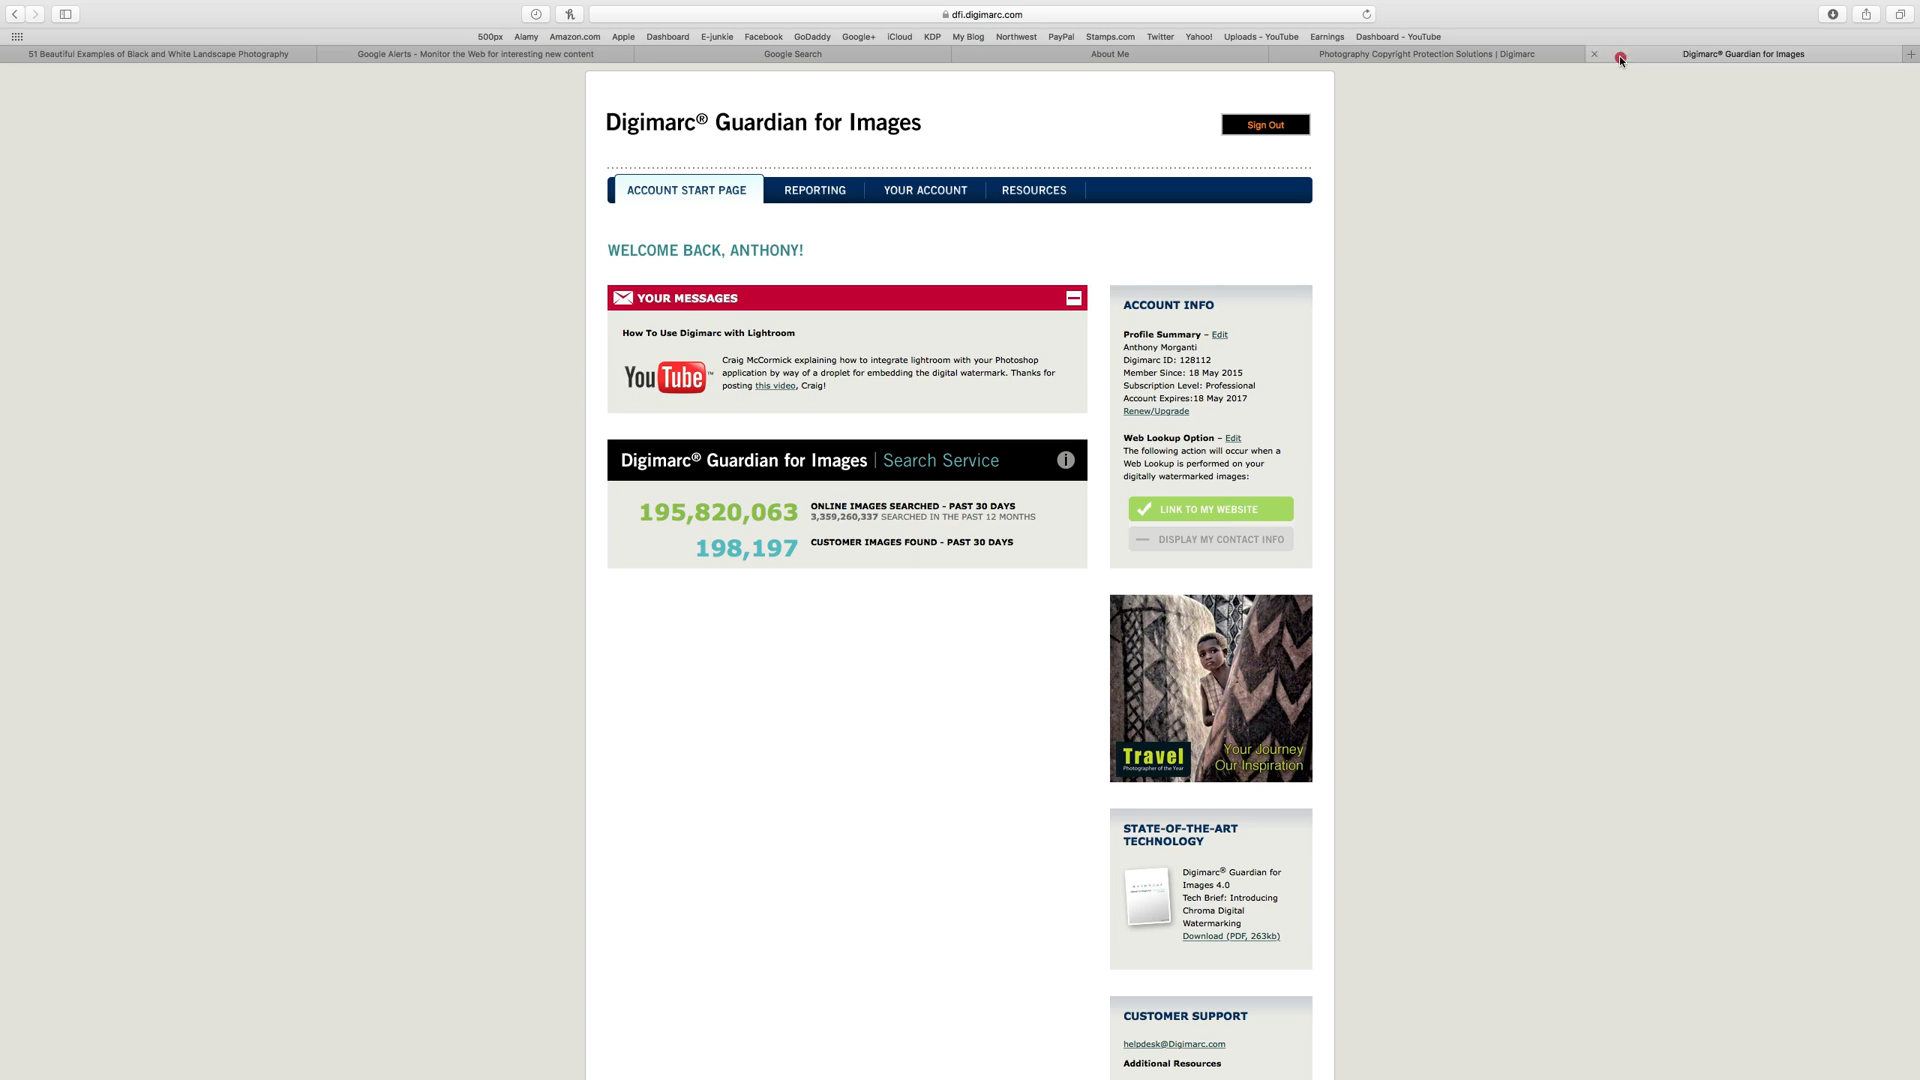 dfi.digimarc.com
500px Alamy Amazon.com Apple Dashboard E-junkie Facebook GoDaddy Google+ iCloud KDP My Blog Northwest PayPal Stamps.com Twitter Yahoo! Uploads - YouTube Earnings Dashboard - YouTube
51 Beautiful Examples of Black and White Landscape Photography Google Alerts - Monitor the Web for interesting new content Google Search About Me Photography Copyright Protection Solutions | Digimarc Digimarc® Guardian for Images
Digimarc® Guardian for Images
Sign Out
ACCOUNT START PAGE REPORTING YOUR ACCOUNT RESOURCES
WELCOME BACK, ANTHONY!
YOUR MESSAGES
How To Use Digimarc with Lightroom
YouTube™
Craig McCormick explaining how to integrate lightroom with your Photoshop
application by way of a droplet for embedding the digital watermark. Thanks for
posting this video, Craig!
Digimarc® Guardian for Images | Search Service
195,820,063 ONLINE IMAGES SEARCHED - PAST 30 DAYS
3,359,260,337 SEARCHED IN THE PAST 12 MONTHS
198,197 CUSTOMER IMAGES FOUND - PAST 30 DAYS
ACCOUNT INFO
Profile Summary – Edit
Anthony Morganti
Digimarc ID: 128112
Member Since: 18 May 2015
Subscription Level: Professional
Account Expires:18 May 2017
Renew/Upgrade
Web Lookup Option – Edit
The following action will occur when a
Web Lookup is performed on your
digitally watermarked images:
LINK TO MY WEBSITE
DISPLAY MY CONTACT INFO
Travel
Photographer of the Year
Your Journey
Our Inspiration
STATE-OF-THE-ART
TECHNOLOGY
Digimarc® Guardian for
Images 4.0
Tech Brief: Introducing
Chroma Digital
Watermarking
Download (PDF, 263kb)
CUSTOMER SUPPORT
helpdesk@Digimarc.com
Additional Resources